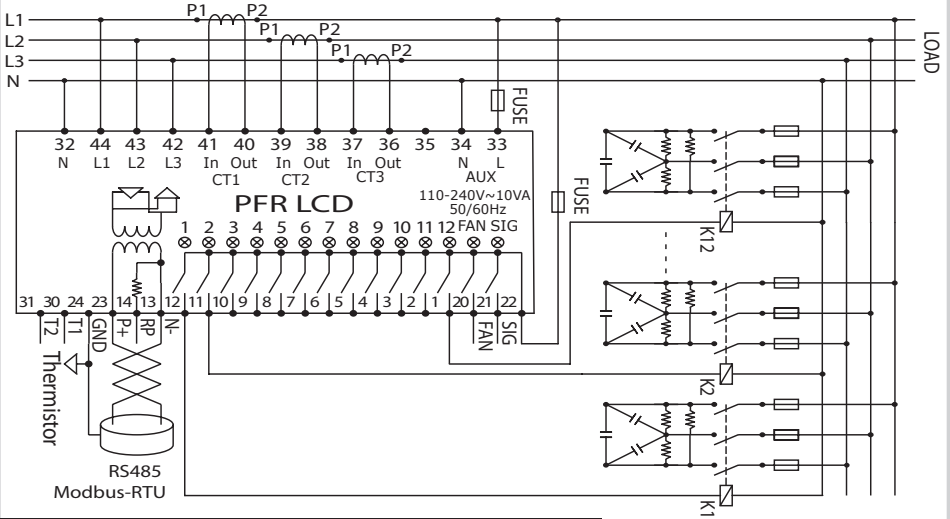 L1 P1 P2
L2 P1 P2
L3 P1 P2
N
LOAD
FUSE
32 44 43 42 41 40 39 38 37 36 35 34 33
N L1 L2 L3 In Out In Out In Out N L
CT1 CT2 CT3 AUX
110-240V~10VA
50/60Hz
PFR LCD
FUSE
1 2 3 4 5 6 7 8 9 10 11 12 FAN SIG
31 30 24 23 14 13 12 11 10 9 8 7 6 5 4 3 2 1 20 21 22
T2 T1 GND P+ RP N- FAN SIG
Thermistor
RS485
Modbus-RTU
K12
K2
K1